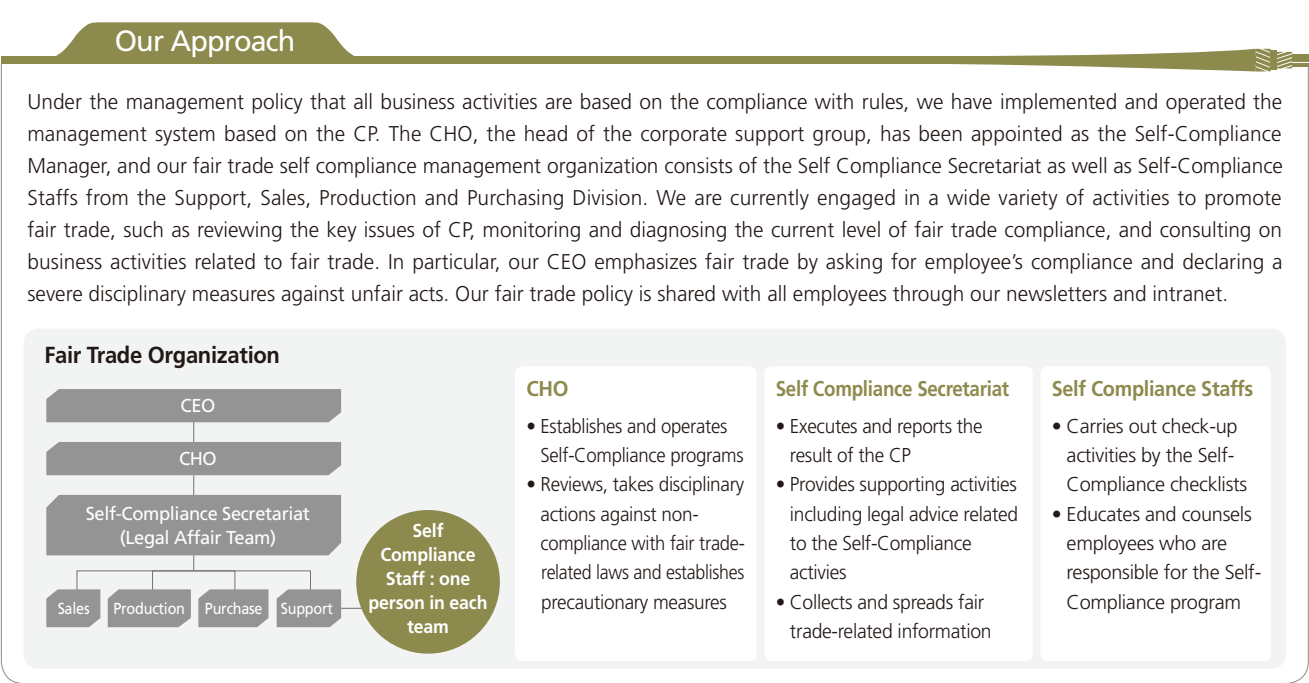 Our Approach
Under the management policy that all business activities are based on the compliance with rules, we have implemented and operated the
management system based on the CP. The CHO, the head of the corporate support group, has been appointed as the Self-Compliance
Manager, and our fair trade self compliance management organization consists of the Self Compliance Secretariat as well as Self-Compliance
Staffs from the Support, Sales, Production and Purchasing Division. We are currently engaged in a wide variety of activities to promote
fair trade, such as reviewing the key issues of CP, monitoring and diagnosing the current level of fair trade compliance, and consulting on
business activities related to fair trade. In particular, our CEO emphasizes fair trade by asking for employee’s compliance and declaring a
severe disciplinary measures against unfair acts. Our fair trade policy is shared with all employees through our newsletters and intranet.
Fair Trade Organization
CEO
CHO
Self-Compliance Secretariat
(Legal Affair Team)
Sales
Production
Purchase
Support
Self
Compliance
Staff : one
person in each
team
CHO
• Establishes and operates
Self-Compliance programs
• Reviews, takes disciplinary
actions against non-
compliance with fair trade-
related laws and establishes
precautionary measures
Self Compliance Secretariat
• Executes and reports the
result of the CP
• Provides supporting activities
including legal advice related
to the Self-Compliance
activies
• Collects and spreads fair
trade-related information
Self Compliance Staffs
• Carries out check-up
activities by the Self-
Compliance checklists
• Educates and counsels
employees who are
responsible for the Self-
Compliance program